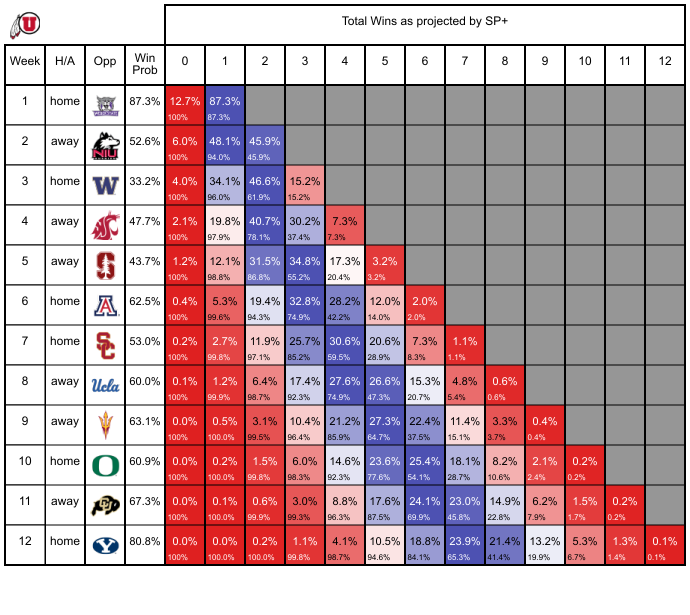 U
Total Wins as projected by SP+
Week H/A Opp Win Prob 0 1 2 3 4 5 6 7 8 9 10 11 12
1 home 87.3% 12.7% 87.3%
100% 87.3%
2 away NIU 52.6% 6.0% 48.1% 45.9%
100% 94.0% 45.9%
3 home W 33.2% 4.0% 34.1% 46.6% 15.2%
100% 96.0% 61.9% 15.2%
4 away 47.7% 2.1% 19.8% 40.7% 30.2% 7.3%
100% 97.9% 78.1% 37.4% 7.3%
5 away S 43.7% 1.2% 12.1% 31.5% 34.8% 17.3% 3.2%
100% 98.8% 86.8% 55.2% 20.4% 3.2%
6 home A 62.5% 0.4% 5.3% 19.4% 32.8% 28.2% 12.0% 2.0%
100% 99.6% 94.3% 74.9% 42.2% 14.0% 2.0%
7 home SC 53.0% 0.2% 2.7% 11.9% 25.7% 30.6% 20.6% 7.3% 1.1%
100% 99.8% 97.1% 85.2% 59.5% 28.9% 8.3% 1.1%
8 away Ucla 60.0% 0.1% 1.2% 6.4% 17.4% 27.6% 26.6% 15.3% 4.8% 0.6%
100% 99.9% 98.7% 92.3% 74.9% 47.3% 20.7% 5.4% 0.6%
9 away 63.1% 0.0% 0.5% 3.1% 10.4% 21.2% 27.3% 22.4% 11.4% 3.3% 0.4%
100% 100.0% 99.5% 96.4% 85.9% 64.7% 37.5% 15.1% 3.7% 0.4%
10 home O 60.9% 0.0% 0.2% 1.5% 6.0% 14.6% 23.6% 25.4% 18.1% 8.2% 2.1% 0.2%
100% 100.0% 99.8% 98.3% 92.3% 77.6% 54.1% 28.7% 10.6% 2.4% 0.2%
11 away CU 67.3% 0.0% 0.1% 0.6% 3.0% 8.8% 17.6% 24.1% 23.0% 14.9% 6.2% 1.5% 0.2%
100% 100.0% 99.9% 99.3% 96.3% 87.5% 69.9% 45.8% 22.8% 7.9% 1.7% 0.2%
12 home Y 80.8% 0.0% 0.0% 0.2% 1.1% 4.1% 10.5% 18.8% 23.9% 21.4% 13.2% 5.3% 1.3% 0.1%
100% 100.0% 100.0% 99.8% 98.7% 94.6% 84.1% 65.3% 41.4% 19.9% 6.7% 1.4% 0.1%